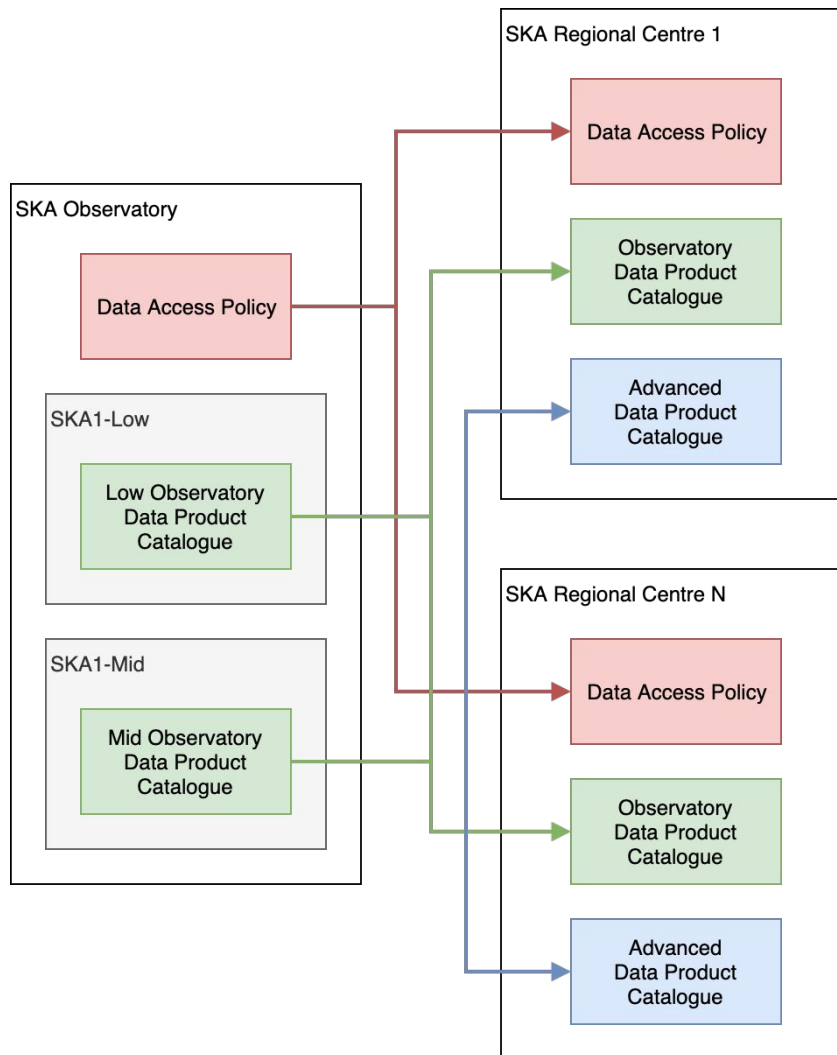 SKA Observatory
Data Access Policy
SKA1-Low
Low Observatory
Data Product
Catalogue
SKA1-Mid
Mid Observatory
Data Product
Catalogue
SKA Regional Centre 1
Data Access Policy
Observatory
Data Product
Catalogue
Advanced
Data Product
Catalogue
SKA Regional Centre N
Data Access Policy
Observatory
Data Product
Catalogue
Advanced
Data Product
Catalogue